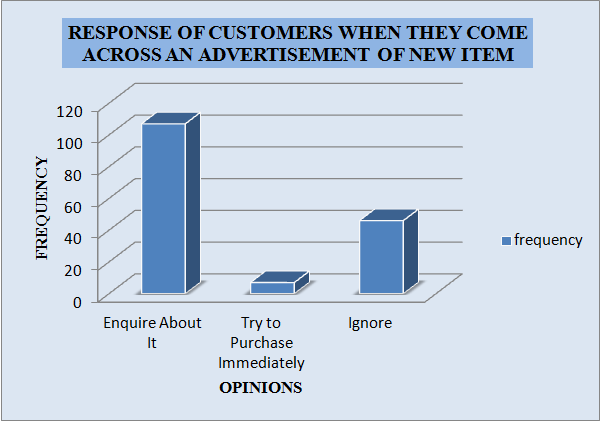 RESPONSE OF CUSTOMERS WHEN THEY COME
ACROSS AN ADVERTISEMENT OF NEW ITEM
FREQUENCY
120
100
80
60
40
20
0
Enquire About
It
Try to
Purchase
Immediately
Ignore
OPINIONS
frequency